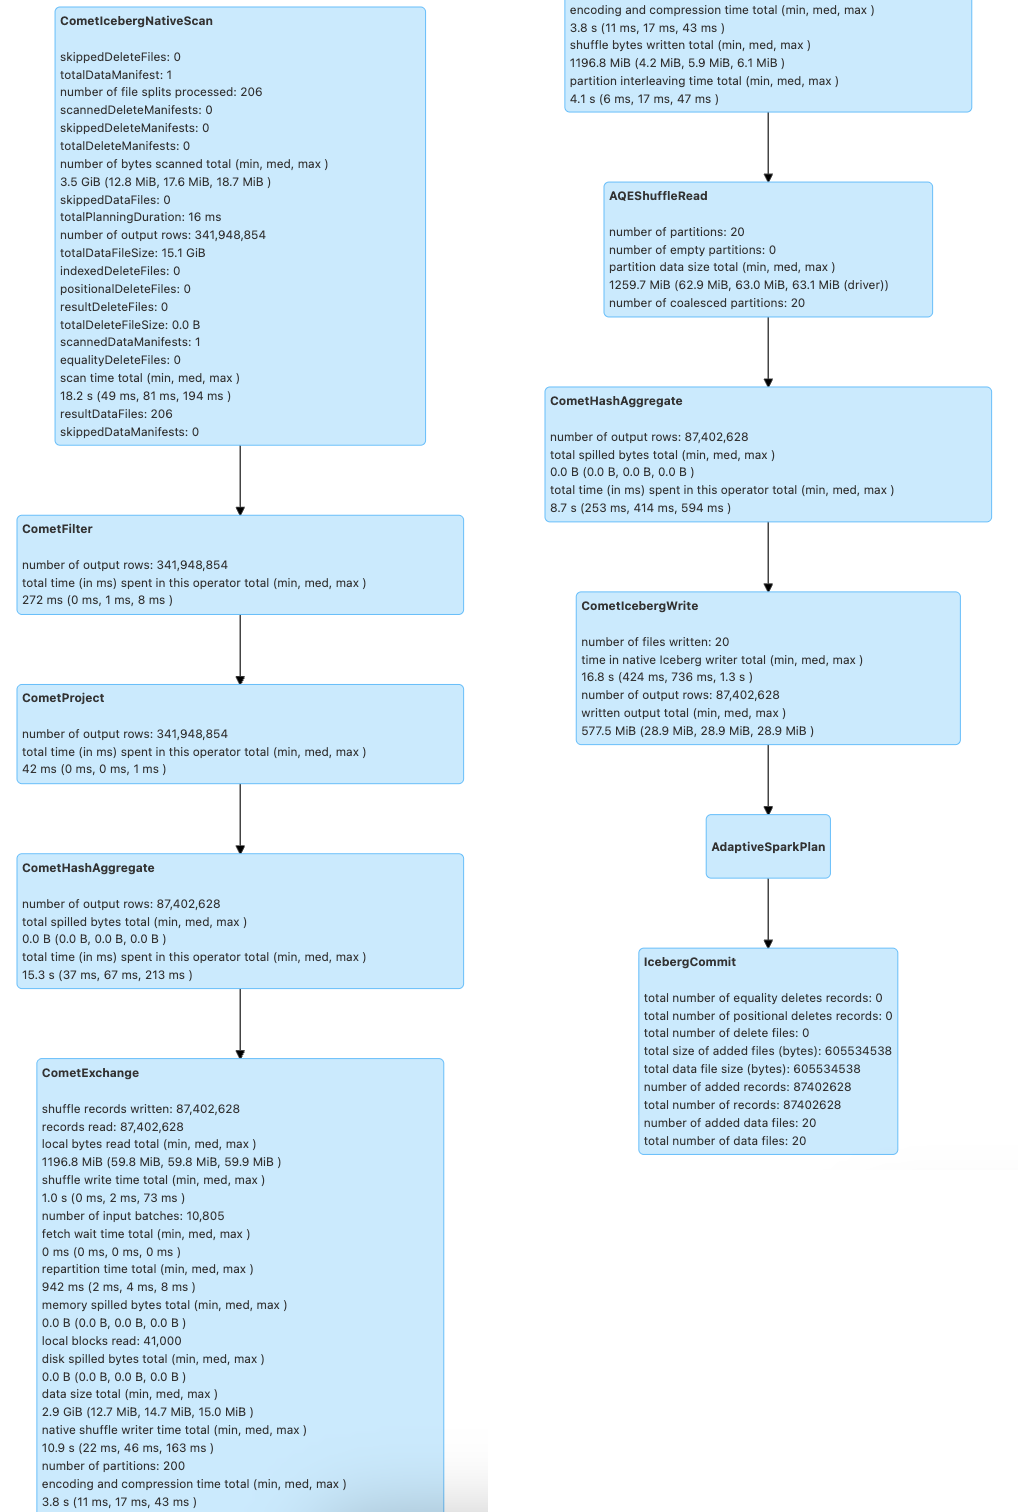 CometIcebergNativeScan
skippedDeleteFiles: 0
totalDataManifest: 1
number of file splits processed: 206
scannedDeleteManifests: 0
skippedDeleteManifests: 0
totalDeleteManifests: 0
number of bytes scanned total (min, med, max )
3.5 GiB (12.8 MiB, 17.6 MiB, 18.7 MiB )
skippedDataFiles: 0
totalPlanningDuration: 16 ms
number of output rows: 341,948,854
totalDataFileSize: 15.1 GiB
indexedDeleteFiles: 0
positionalDeleteFiles: 0
resultDeleteFiles: 0
totalDeleteFileSize: 0.0 B
scannedDataManifests: 1
equalityDeleteFiles: 0
scan time total (min, med, max )
18.2 s (49 ms, 81 ms, 194 ms )
resultDataFiles: 206
skippedDataManifests: 0
CometFilter
number of output rows: 341,948,854
total time (in ms) spent in this operator total (min, med, max )
272 ms (0 ms, 1 ms, 8 ms )
CometProject
number of output rows: 341,948,854
total time (in ms) spent in this operator total (min, med, max )
42 ms (0 ms, 0 ms, 1 ms )
CometHashAggregate
number of output rows: 87,402,628
total spilled bytes total (min, med, max )
0.0 B (0.0 B, 0.0 B, 0.0 B )
total time (in ms) spent in this operator total (min, med, max )
15.3 s (37 ms, 67 ms, 213 ms )
CometExchange
shuffle records written: 87,402,628
records read: 87,402,628
local bytes read total (min, med, max )
1196.8 MiB (59.8 MiB, 59.8 MiB, 59.9 MiB )
shuffle write time total (min, med, max )
1.0 s (0 ms, 2 ms, 73 ms )
number of input batches: 10,805
fetch wait time total (min, med, max )
0 ms (0 ms, 0 ms, 0 ms )
repartition time total (min, med, max )
942 ms (2 ms, 4 ms, 8 ms )
memory spilled bytes total (min, med, max )
0.0 B (0.0 B, 0.0 B, 0.0 B )
local blocks read: 41,000
disk spilled bytes total (min, med, max )
0.0 B (0.0 B, 0.0 B, 0.0 B )
data size total (min, med, max )
2.9 GiB (12.7 MiB, 14.7 MiB, 15.0 MiB )
native shuffle writer time total (min, med, max )
10.9 s (22 ms, 46 ms, 163 ms )
number of partitions: 200
encoding and compression time total (min, med, max )
3.8 s (11 ms, 17 ms, 43 ms )
encoding and compression time total (min, med, max )
3.8 s (11 ms, 17 ms, 43 ms )
shuffle bytes written total (min, med, max )
1196.8 MiB (4.2 MiB, 5.9 MiB, 6.1 MiB )
partition interleaving time total (min, med, max )
4.1 s (6 ms, 17 ms, 47 ms )
AQEShuffleRead
number of partitions: 20
number of empty partitions: 0
partition data size total (min, med, max )
1259.7 MiB (62.9 MiB, 63.0 MiB, 63.1 MiB (driver))
number of coalesced partitions: 20
CometHashAggregate
number of output rows: 87,402,628
total spilled bytes total (min, med, max )
0.0 B (0.0 B, 0.0 B, 0.0 B )
total time (in ms) spent in this operator total (min, med, max )
8.7 s (253 ms, 414 ms, 594 ms )
CometIcebergWrite
number of files written: 20
time in native Iceberg writer total (min, med, max )
16.8 s (424 ms, 736 ms, 1.3 s )
number of output rows: 87,402,628
written output total (min, med, max )
577.5 MiB (28.9 MiB, 28.9 MiB, 28.9 MiB )
AdaptiveSparkPlan
IcebergCommit
total number of equality deletes records: 0
total number of positional deletes records: 0
total number of delete files: 0
total size of added files (bytes): 605534538
total data file size (bytes): 605534538
number of added records: 87402628
total number of records: 87402628
number of added data files: 20
total number of data files: 20